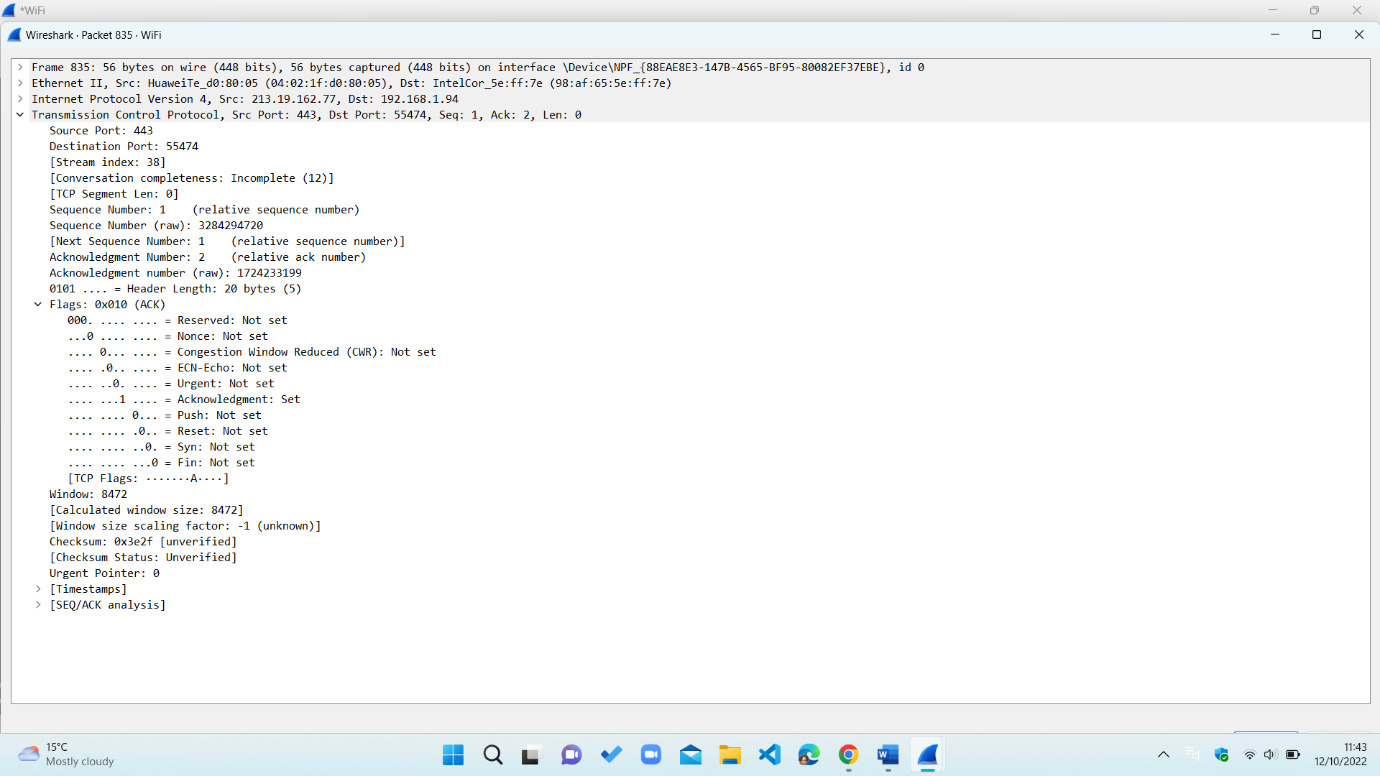 *WiFi
Wireshark · Packet 835 · WiFi
Frame 835: 56 bytes on wire (448 bits), 56 bytes captured (448 bits) on interface \Device\NPF_{88EAE8E3-147B-4565-BF95-80082EF37EBE}, id 0
Ethernet II, Src: HuaweiTe_d0:80:05 (04:02:1f:d0:80:05), Dst: IntelCor_5e:ff:7e (98:af:65:5e:ff:7e)
Internet Protocol Version 4, Src: 213.19.162.77, Dst: 192.168.1.94
Transmission Control Protocol, Src Port: 443, Dst Port: 55474, Seq: 1, Ack: 2, Len: 0
Source Port: 443
Destination Port: 55474
[Stream index: 38]
[Conversation completeness: Incomplete (12)]
[TCP Segment Len: 0]
Sequence Number: 1    (relative sequence number)
Sequence Number (raw): 3284294720
[Next Sequence Number: 1    (relative sequence number)]
Acknowledgment Number: 2    (relative ack number)
Acknowledgment number (raw): 1724233199
0101 .... = Header Length: 20 bytes (5)
Flags: 0x010 (ACK)
000. .... .... = Reserved: Not set
...0 .... .... = Nonce: Not set
.... 0... .... = Congestion Window Reduced (CWR): Not set
.... .0.. .... = ECN-Echo: Not set
.... ..0. .... = Urgent: Not set
.... ...1 .... = Acknowledgment: Set
.... .... 0... = Push: Not set
.... .... .0.. = Reset: Not set
.... .... ..0. = Syn: Not set
.... .... ...0 = Fin: Not set
[TCP Flags: ·······A····]
Window: 8472
[Calculated window size: 8472]
[Window size scaling factor: -1 (unknown)]
Checksum: 0x3e2f [unverified]
[Checksum Status: Unverified]
Urgent Pointer: 0
[Timestamps]
[SEQ/ACK analysis]
15°C
Mostly cloudy
W
11:43
12/10/2022